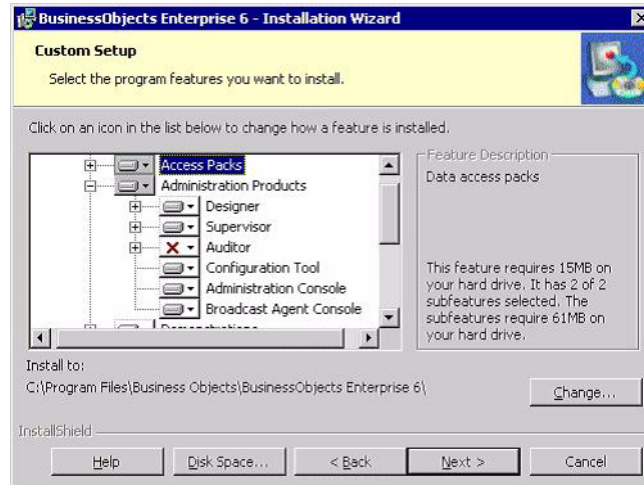 BusinessObjects Enterprise 6 - Installation Wizard
Custom Setup
Select the program features you want to install.
Click on an icon in the list below to change how a feature is installed.
Access Packs
Administration Products
Designer
Supervisor
Auditor
Configuration Tool
Administration Console
Broadcast Agent Console
Demonstrations
Feature Description
Data access packs
This feature requires 15MB on
your hard drive. It has 2 of 2
subfeatures selected. The
subfeatures require 61MB on
your hard drive.
Install to:
C:\Program Files\Business Objects\BusinessObjects Enterprise 6\
Change...
InstallShield
Help
Disk Space...
< Back
Next >
Cancel